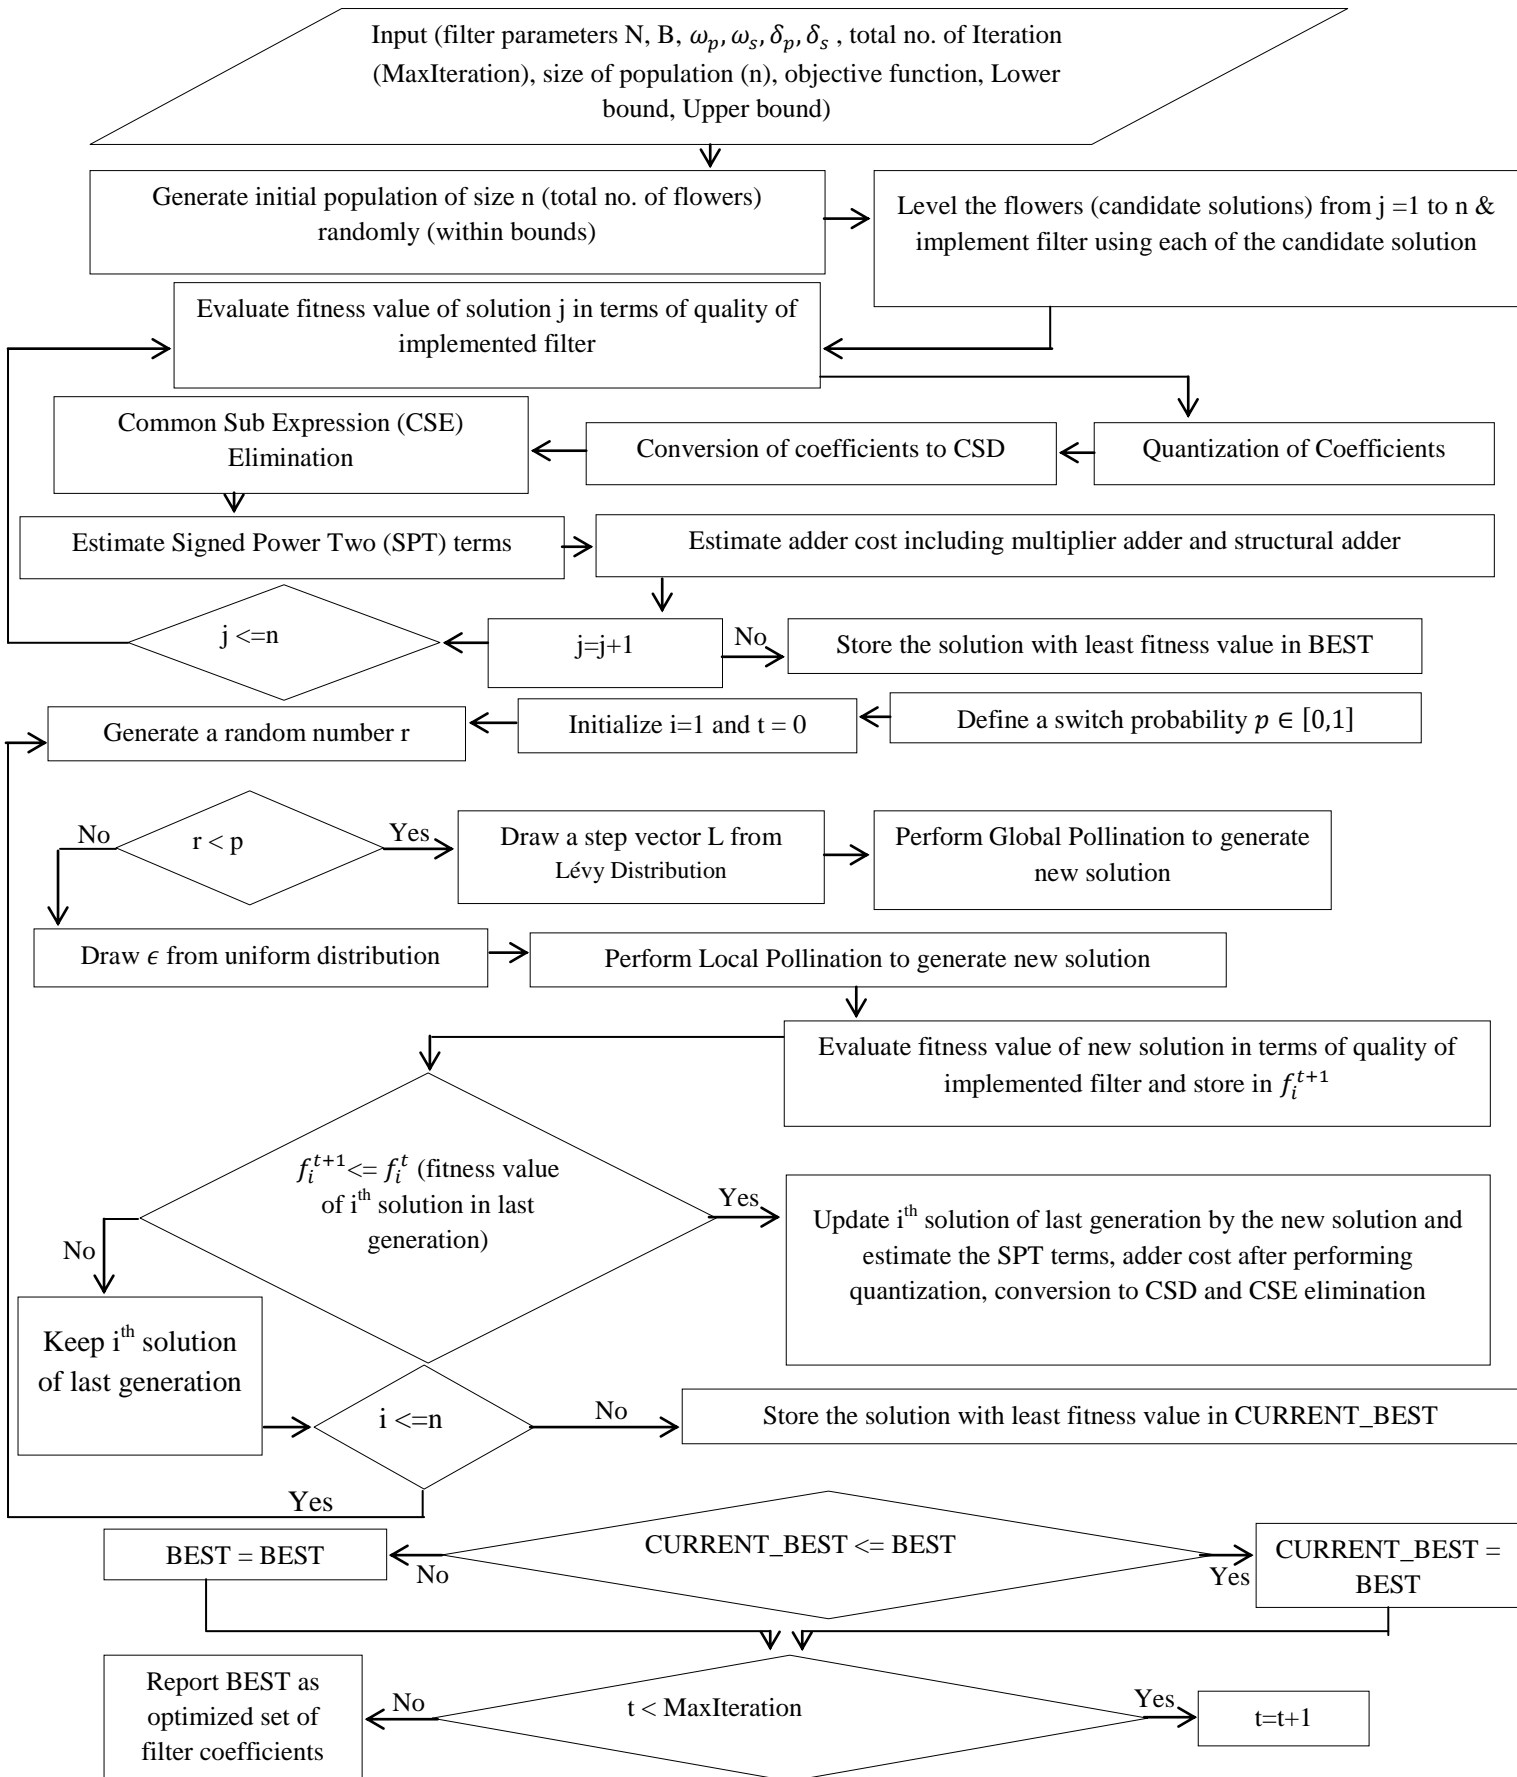 Input (filter parameters N, B, 𝜔𝑝, 𝜔𝑠, 𝛿𝑝, 𝛿𝑠 , total no. of Iteration
(MaxIteration), size of population (n), objective function, Lower
bound, Upper bound)
Generate initial population of size n (total no. of flowers)
randomly (within bounds)
Level the flowers (candidate solutions) from j =1 to n &
implement filter using each of the candidate solution
Evaluate fitness value of solution j in terms of quality of
implemented filter
Common Sub Expression (CSE)
Elimination
Conversion of coefficients to CSD
Quantization of Coefficients
Estimate Signed Power Two (SPT) terms
Estimate adder cost including multiplier adder and structural adder
j <=n
j=j+1
No
Store the solution with least fitness value in BEST
Generate a random number r
Initialize i=1 and t = 0
Define a switch probability 𝑝 ∈ [0,1]
No
r < p
Yes
Draw a step vector L from
Lévy Distribution
Perform Global Pollination to generate
new solution
Draw 𝜖 from uniform distribution
Perform Local Pollination to generate new solution
Evaluate fitness value of new solution in terms of quality of
implemented filter and store in 𝑓𝑖^𝑡+1
𝑓𝑖^𝑡+1<= 𝑓𝑖^𝑡 (fitness value
of i^th solution in last
generation)
Yes
No
Update i^th solution of last generation by the new solution and
estimate the SPT terms, adder cost after performing
quantization, conversion to CSD and CSE elimination
Keep i^th solution
of last generation
i <=n
No
Store the solution with least fitness value in CURRENT_BEST
Yes
BEST = BEST
No
CURRENT_BEST <= BEST
Yes
CURRENT_BEST =
BEST
Report BEST as
optimized set of
filter coefficients
No
t < MaxIteration
Yes
t=t+1